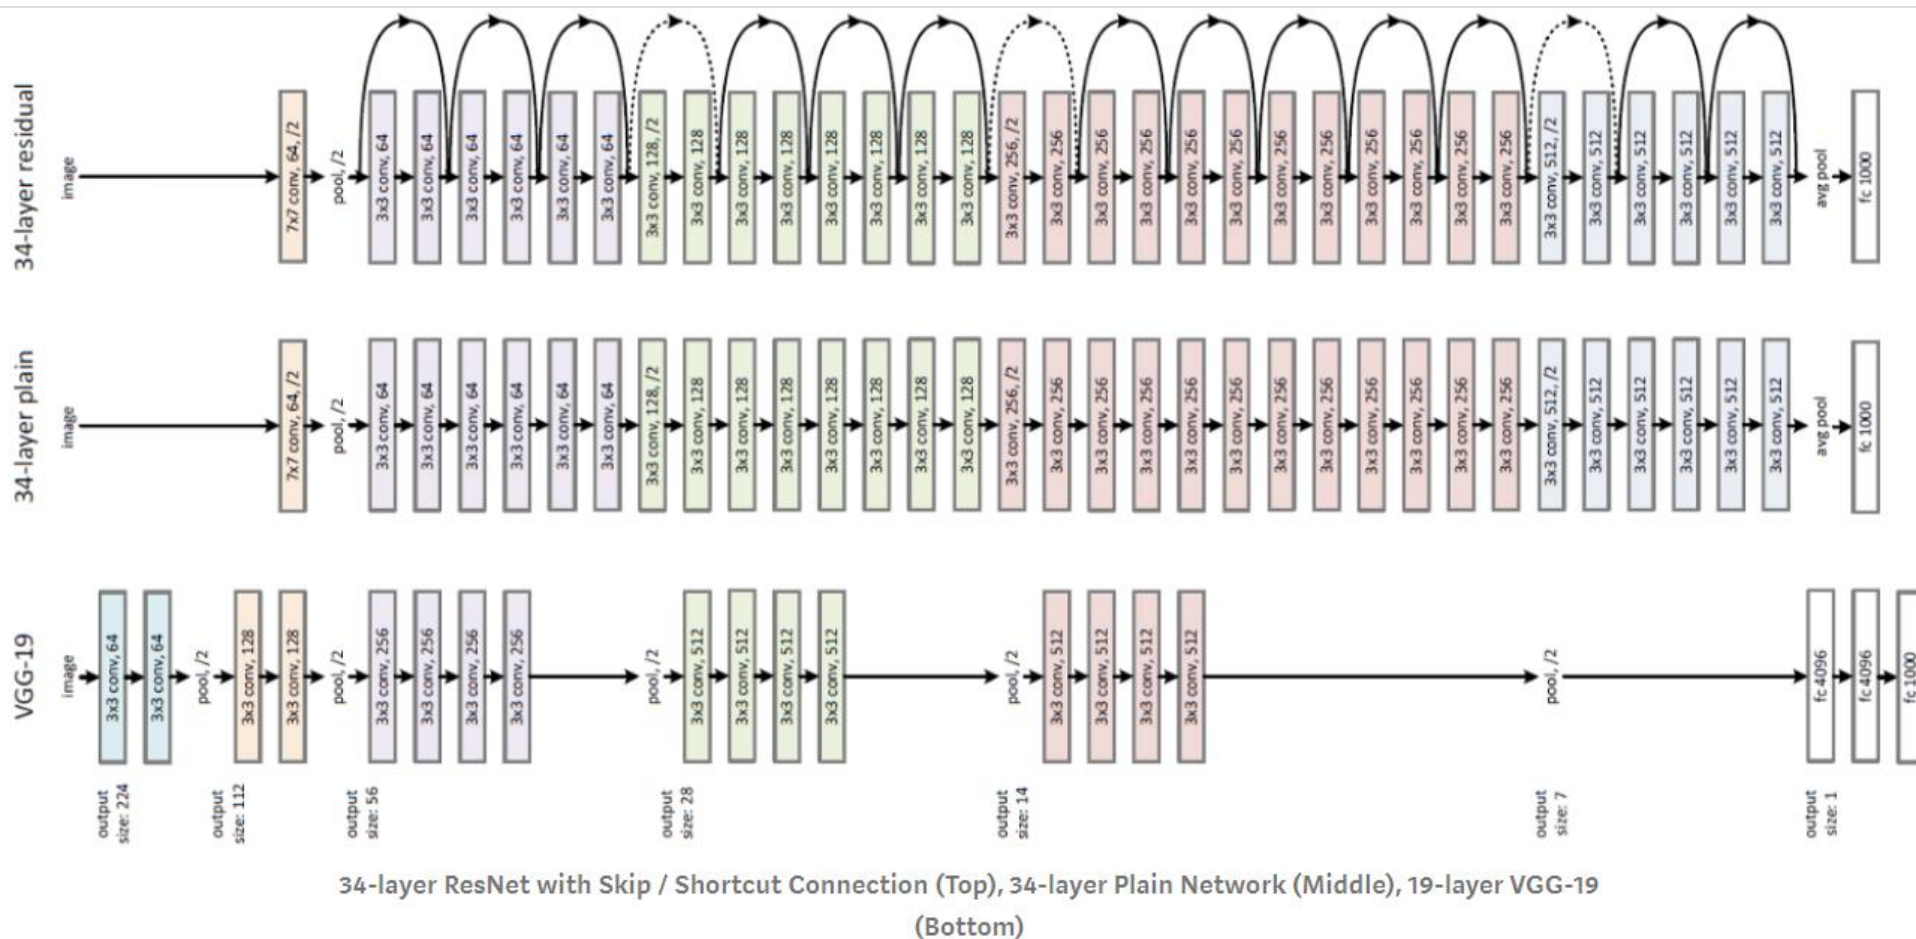 34-layer residual
image
7x7 conv, 64, /2
pool, /2
3x3 conv, 64
3x3 conv, 64
3x3 conv, 64
3x3 conv, 64
3x3 conv, 64
3x3 conv, 64
3x3 conv, 128, /2
3x3 conv, 128
3x3 conv, 128
3x3 conv, 128
3x3 conv, 128
3x3 conv, 128
3x3 conv, 128
3x3 conv, 128
3x3 conv, 256, /2
3x3 conv, 256
3x3 conv, 256
3x3 conv, 256
3x3 conv, 256
3x3 conv, 256
3x3 conv, 256
3x3 conv, 256
3x3 conv, 256
3x3 conv, 256
3x3 conv, 256
3x3 conv, 256
3x3 conv, 512, /2
3x3 conv, 512
3x3 conv, 512
3x3 conv, 512
3x3 conv, 512
3x3 conv, 512
avg pool
fc 1000
34-layer plain
image
7x7 conv, 64, /2
pool, /2
3x3 conv, 64
3x3 conv, 64
3x3 conv, 64
3x3 conv, 64
3x3 conv, 64
3x3 conv, 64
3x3 conv, 128, /2
3x3 conv, 128
3x3 conv, 128
3x3 conv, 128
3x3 conv, 128
3x3 conv, 128
3x3 conv, 128
3x3 conv, 128
3x3 conv, 256, /2
3x3 conv, 256
3x3 conv, 256
3x3 conv, 256
3x3 conv, 256
3x3 conv, 256
3x3 conv, 256
3x3 conv, 256
3x3 conv, 256
3x3 conv, 256
3x3 conv, 256
3x3 conv, 256
3x3 conv, 512, /2
3x3 conv, 512
3x3 conv, 512
3x3 conv, 512
3x3 conv, 512
3x3 conv, 512
avg pool
fc 1000
VGG-19
image
3x3 conv, 64
3x3 conv, 64
pool, /2
3x3 conv, 128
3x3 conv, 128
pool, /2
3x3 conv, 256
3x3 conv, 256
3x3 conv, 256
3x3 conv, 256
pool, /2
3x3 conv, 512
3x3 conv, 512
3x3 conv, 512
3x3 conv, 512
pool, /2
3x3 conv, 512
3x3 conv, 512
3x3 conv, 512
3x3 conv, 512
pool, /2
fc 4096
fc 4096
fc 1000
output
size: 224
output
size: 112
output
size: 56
output
size: 28
output
size: 14
output
size: 7
output
size: 1
34-layer ResNet with Skip / Shortcut Connection (Top), 34-layer Plain Network (Middle), 19-layer VGG-19
(Bottom)